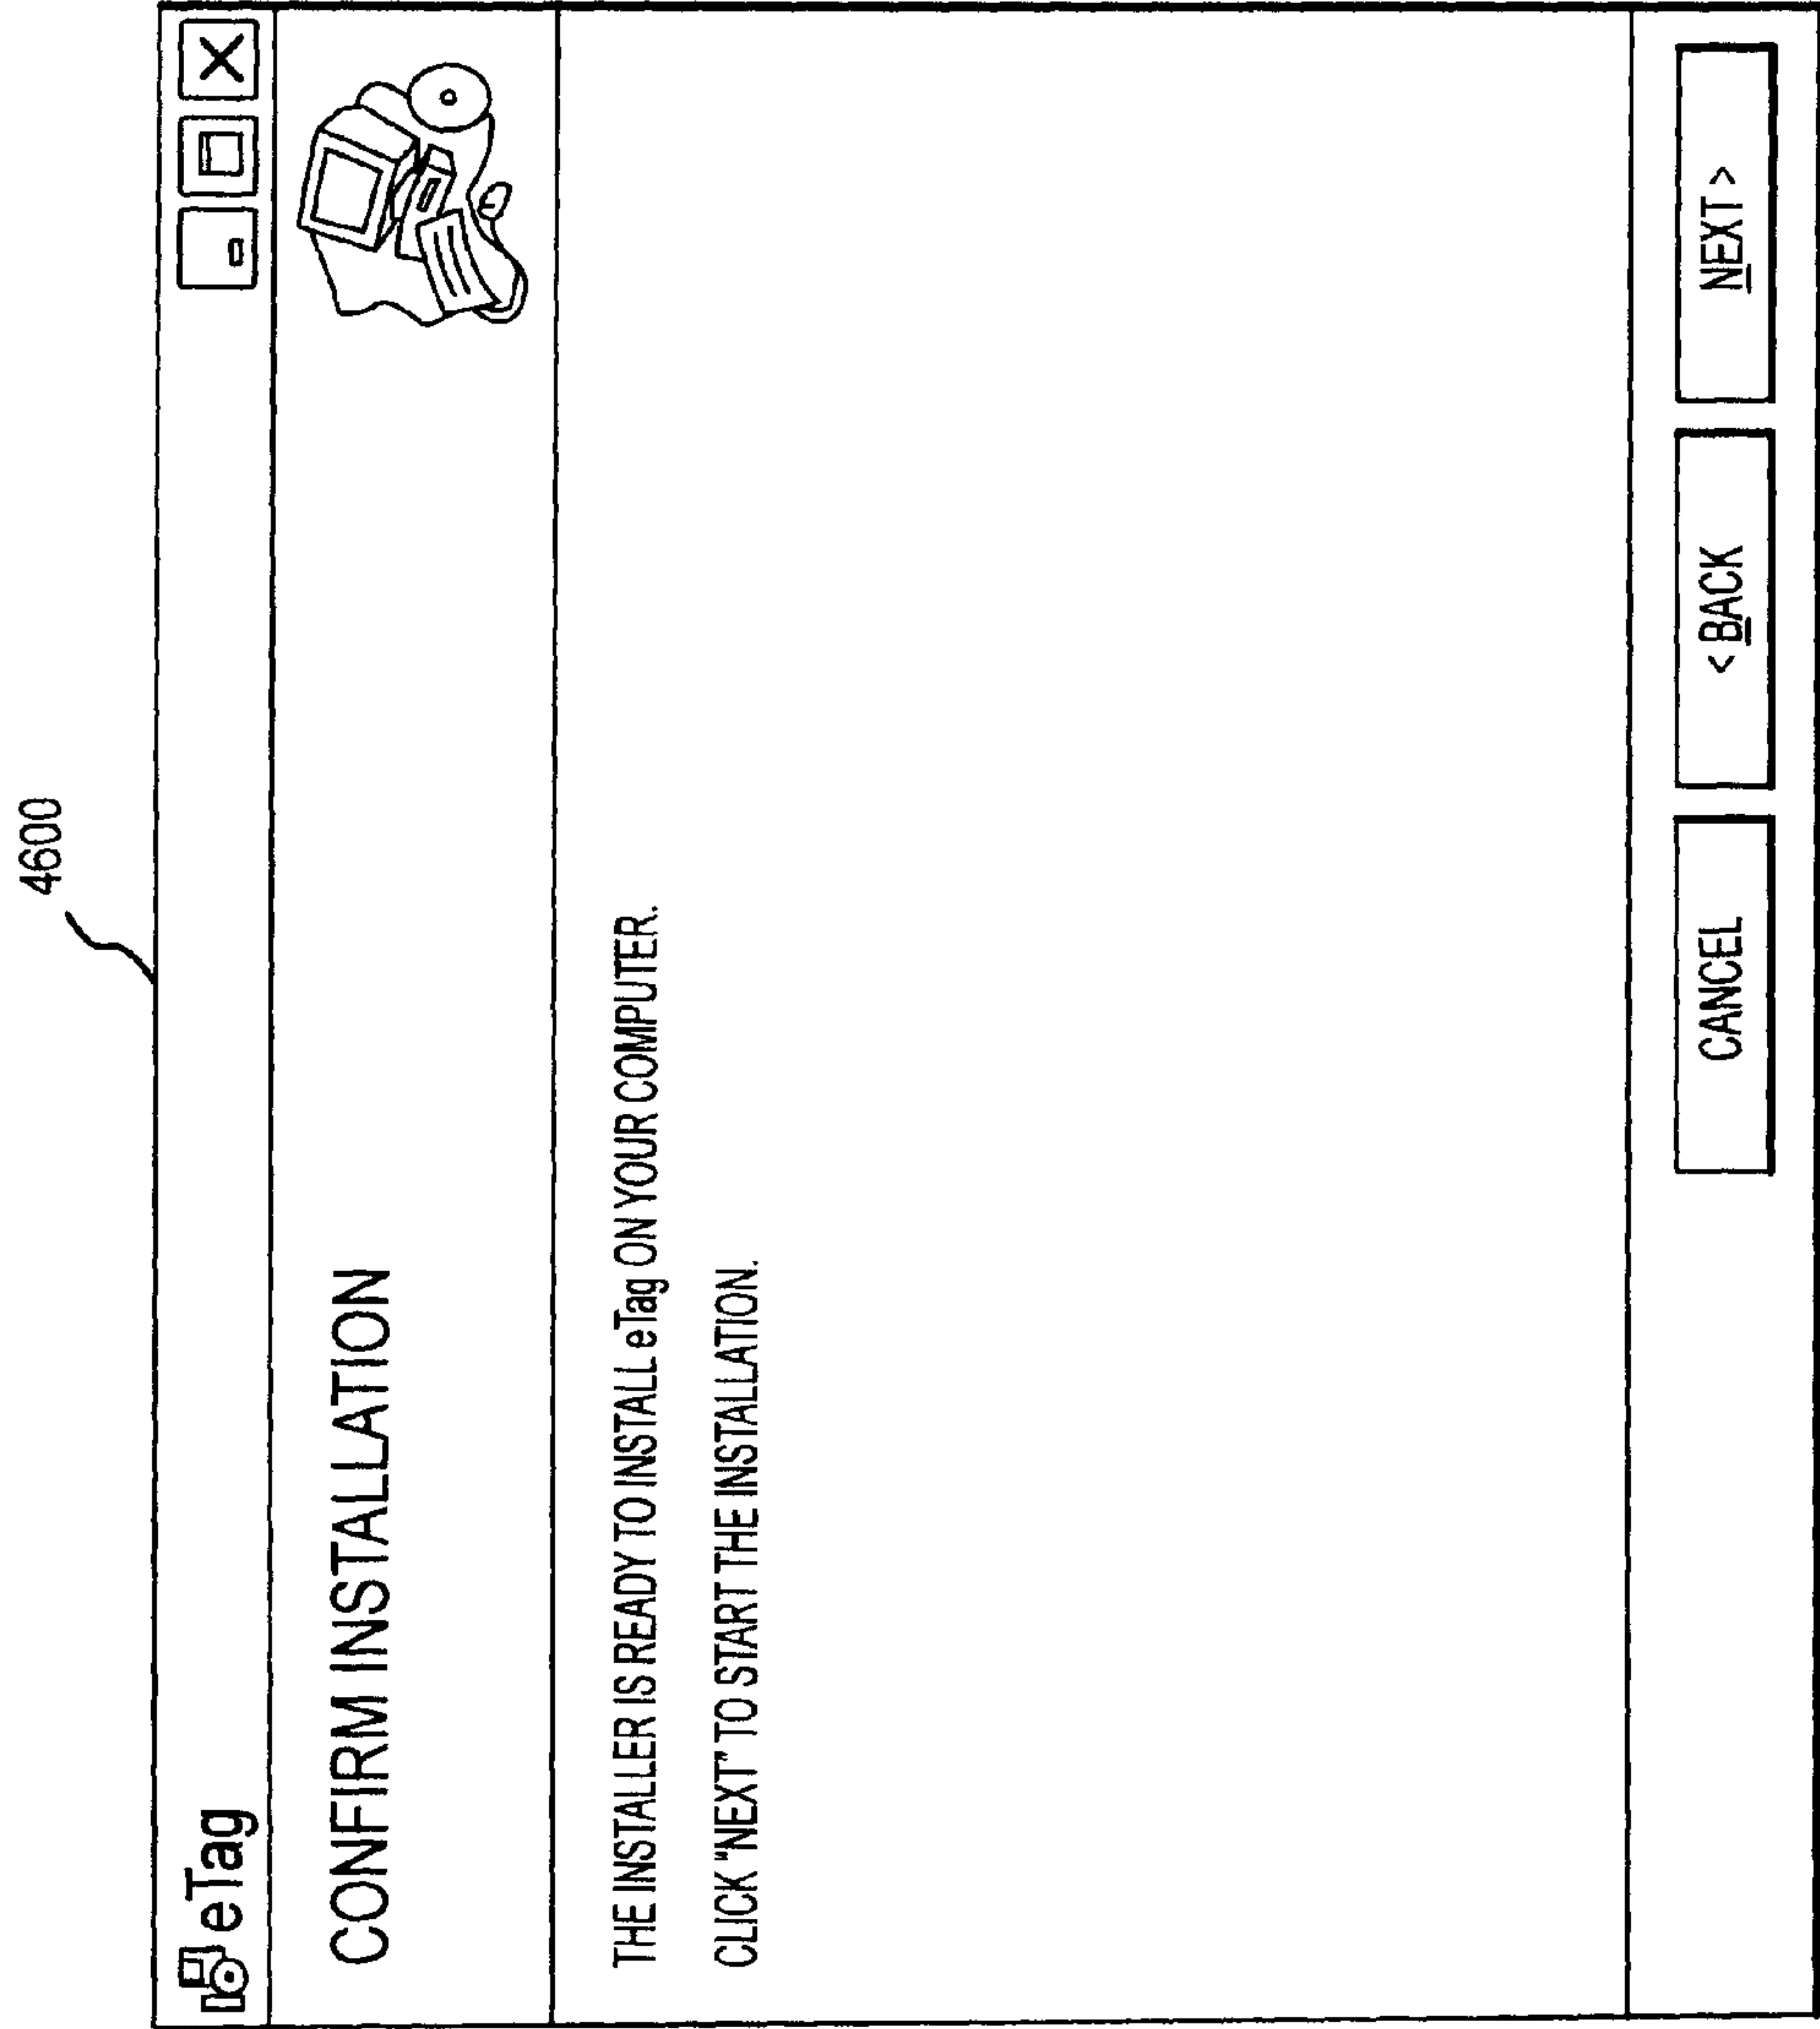 4600
eTag
CONFIRM INSTALLATION
THE INSTALLER IS READY TO INSTALL eTag ON YOUR COMPUTER.
CLICK "NEXT" TO START THE INSTALLATION.
CANCEL
< BACK
NEXT >